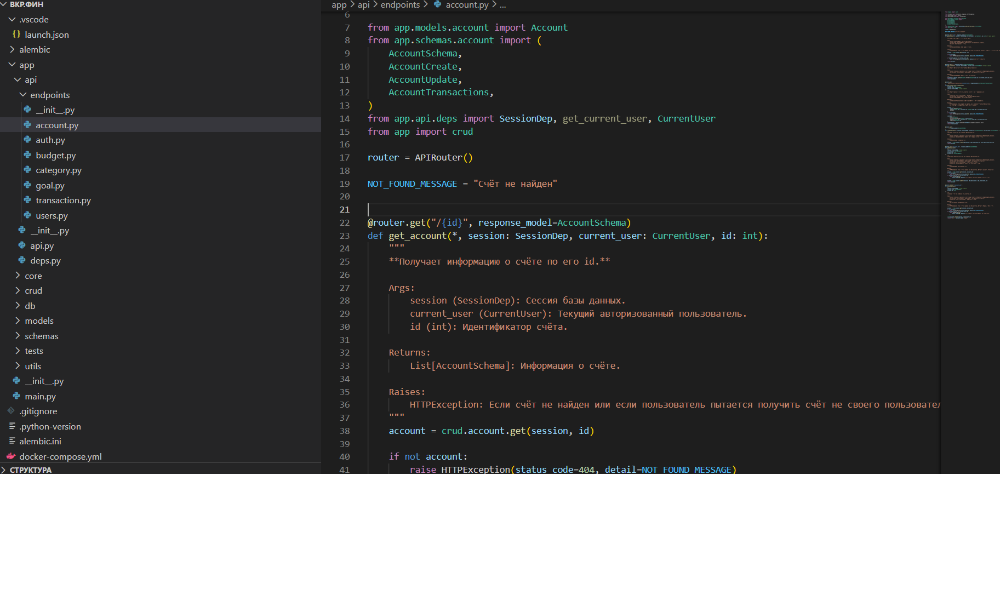 ВКР.ФИН
.vscode
launch.json
alembic
app
api
endpoints
__init__.py
account.py
auth.py
budget.py
category.py
goal.py
transaction.py
users.py
__init__.py
api.py
deps.py
core
crud
db
models
schemas
tests
utils
__init__.py
main.py
.gitignore
.python-version
alembic.ini
docker-compose.yml
СТРУКТУРА
app > api > endpoints > account.py > ...
6
7 from app.models.account import Account
8 from app.schemas.account import (
9 AccountSchema,
10 AccountCreate,
11 AccountUpdate,
12 AccountTransactions,
13 )
14 from app.api.deps import SessionDep, get_current_user, CurrentUser
15 from app import crud
16
17 router = APIRouter()
18
19 NOT_FOUND_MESSAGE = "Счёт не найден"
20
21
22 @router.get("/{id}", response_model=AccountSchema)
23 def get_account(*, session: SessionDep, current_user: CurrentUser, id: int):
24 """
25 **Получает информацию о счёте по его id.**
26
27 Args:
28 session (SessionDep): Сессия базы данных.
29 current_user (CurrentUser): Текущий авторизованный пользователь.
30 id (int): Идентификатор счёта.
31
32 Returns:
33 List[AccountSchema]: Информация о счёте.
34
35 Raises:
36 HTTPException: Если счёт не найден или если пользователь пытается получить счёт не своего пользовател
37 """
38 account = crud.account.get(session, id)
39
40 if not account:
41 raise HTTPException(status_code=404, detail=NOT_FOUND_MESSAGE)